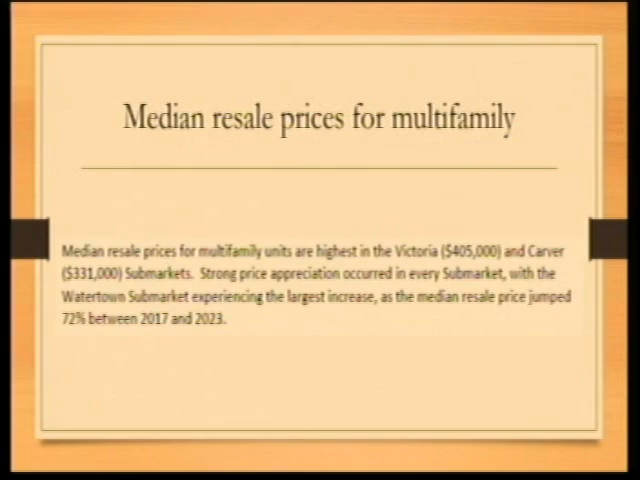 Median resale prices for multifamily
Median resale prices for multifamily units are highest in the Victoria ($405,000) and Carver
($331,000) Submarkets.  Strong price appreciation occurred in every Submarket, with the
Watertown Submarket experiencing the largest increase, as the median resale price jumped
72% between 2017 and 2023.